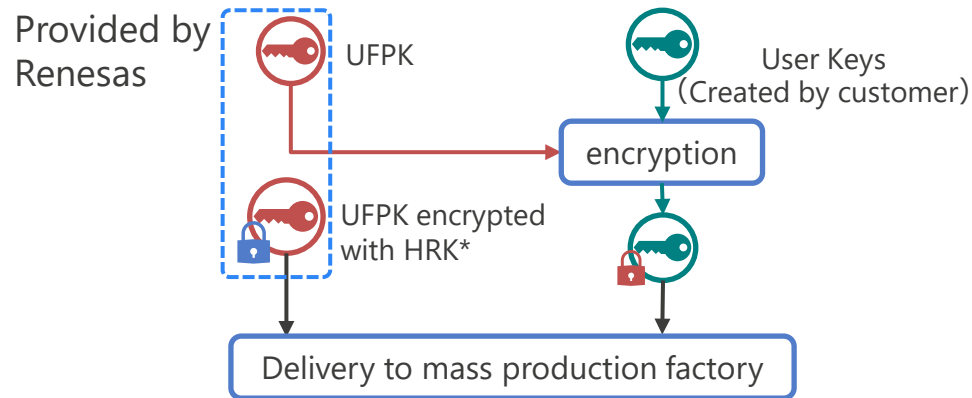 Provided by
Renesas
UFPK
User Keys
（Created by customer）
encryption
UFPK encrypted
with HRK*
Delivery to mass production factory